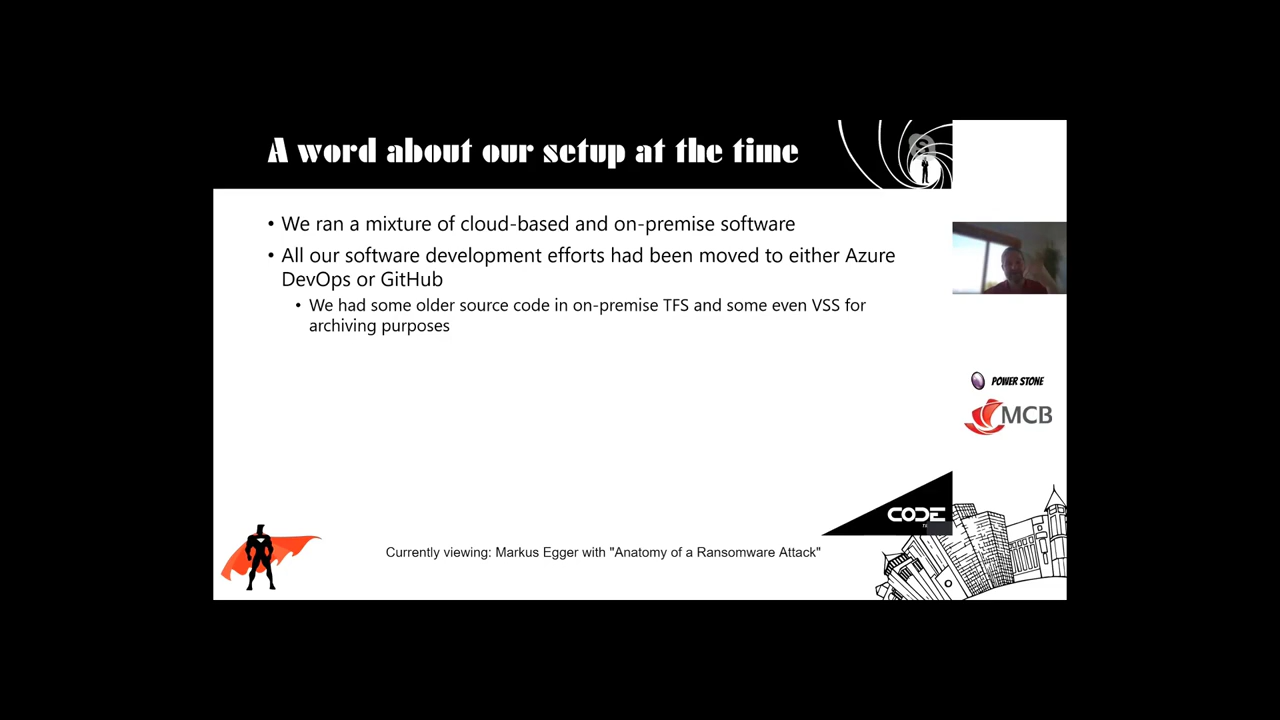 A word about our setup at the time
• We ran a mixture of cloud-based and on-premise software
• All our software development efforts had been moved to either Azure
DevOps or GitHub
• We had some older source code in on-premise TFS and some even VSS for
archiving purposes
POWER STONE
MCB
CODE
Currently viewing: Markus Egger with "Anatomy of a Ransomware Attack"